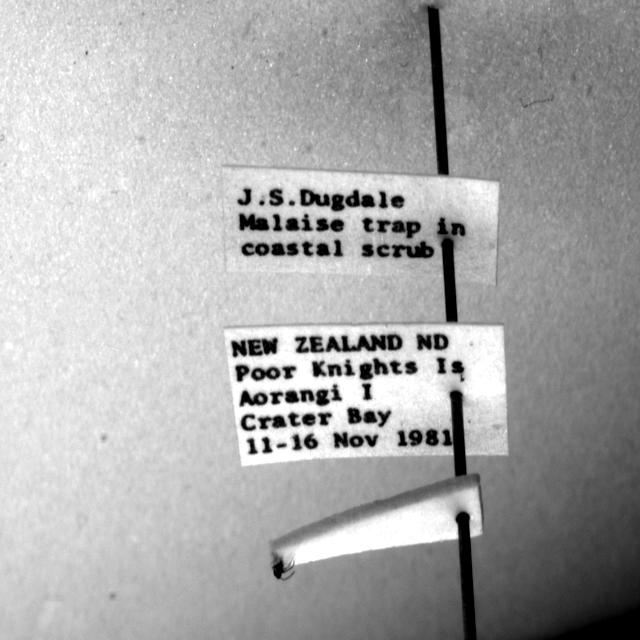 J.S.Dugdale
Malaise trap in
coastal scrub
NEW ZEALAND ND
Poor Knights Is
Aorangi I
Crater Bay
11-16 Nov 1981